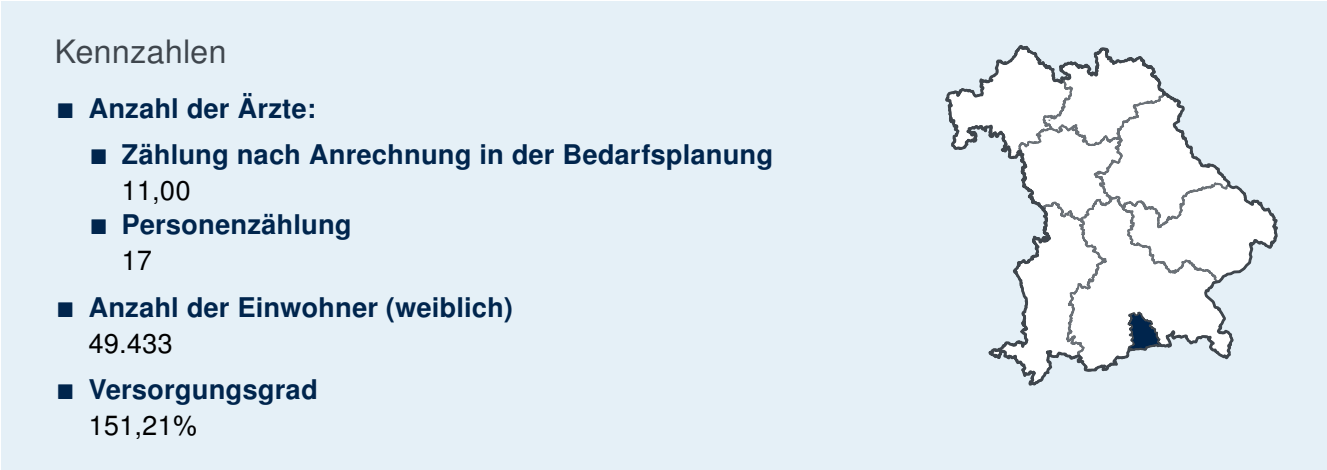 Kennzahlen
■ Anzahl der Ärzte:
■ Zählung nach Anrechnung in der Bedarfsplanung
11,00
■ Personenzählung
17
■ Anzahl der Einwohner (weiblich)
49.433
■ Versorgungsgrad
151,21%